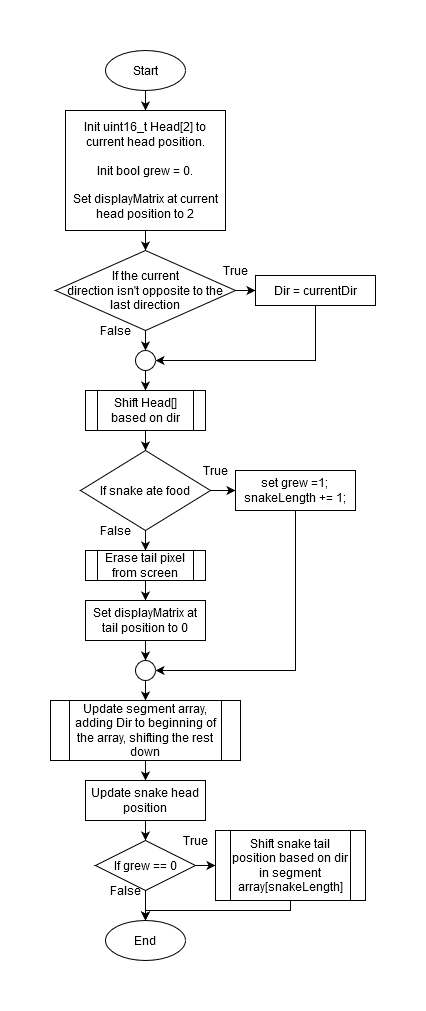 Start
Init uint16_t Head[2] to
current head position.
Init bool grew = 0.
Set displayMatrix at current
head position to 2
If the current
direction isn't opposite to the
last direction
True
Dir = currentDir
False
Shift Head[]
based on dir
If snake ate food
True
set grew =1;
snakeLength += 1;
False
Erase tail pixel
from screen
Set displayMatrix at
tail position to 0
Update segment array,
adding Dir to beginning of
the array, shifting the rest
down
Update snake head
position
If grew == 0
True
Shift snake tail
position based on dir
in segment
array[snakeLength]
False
End